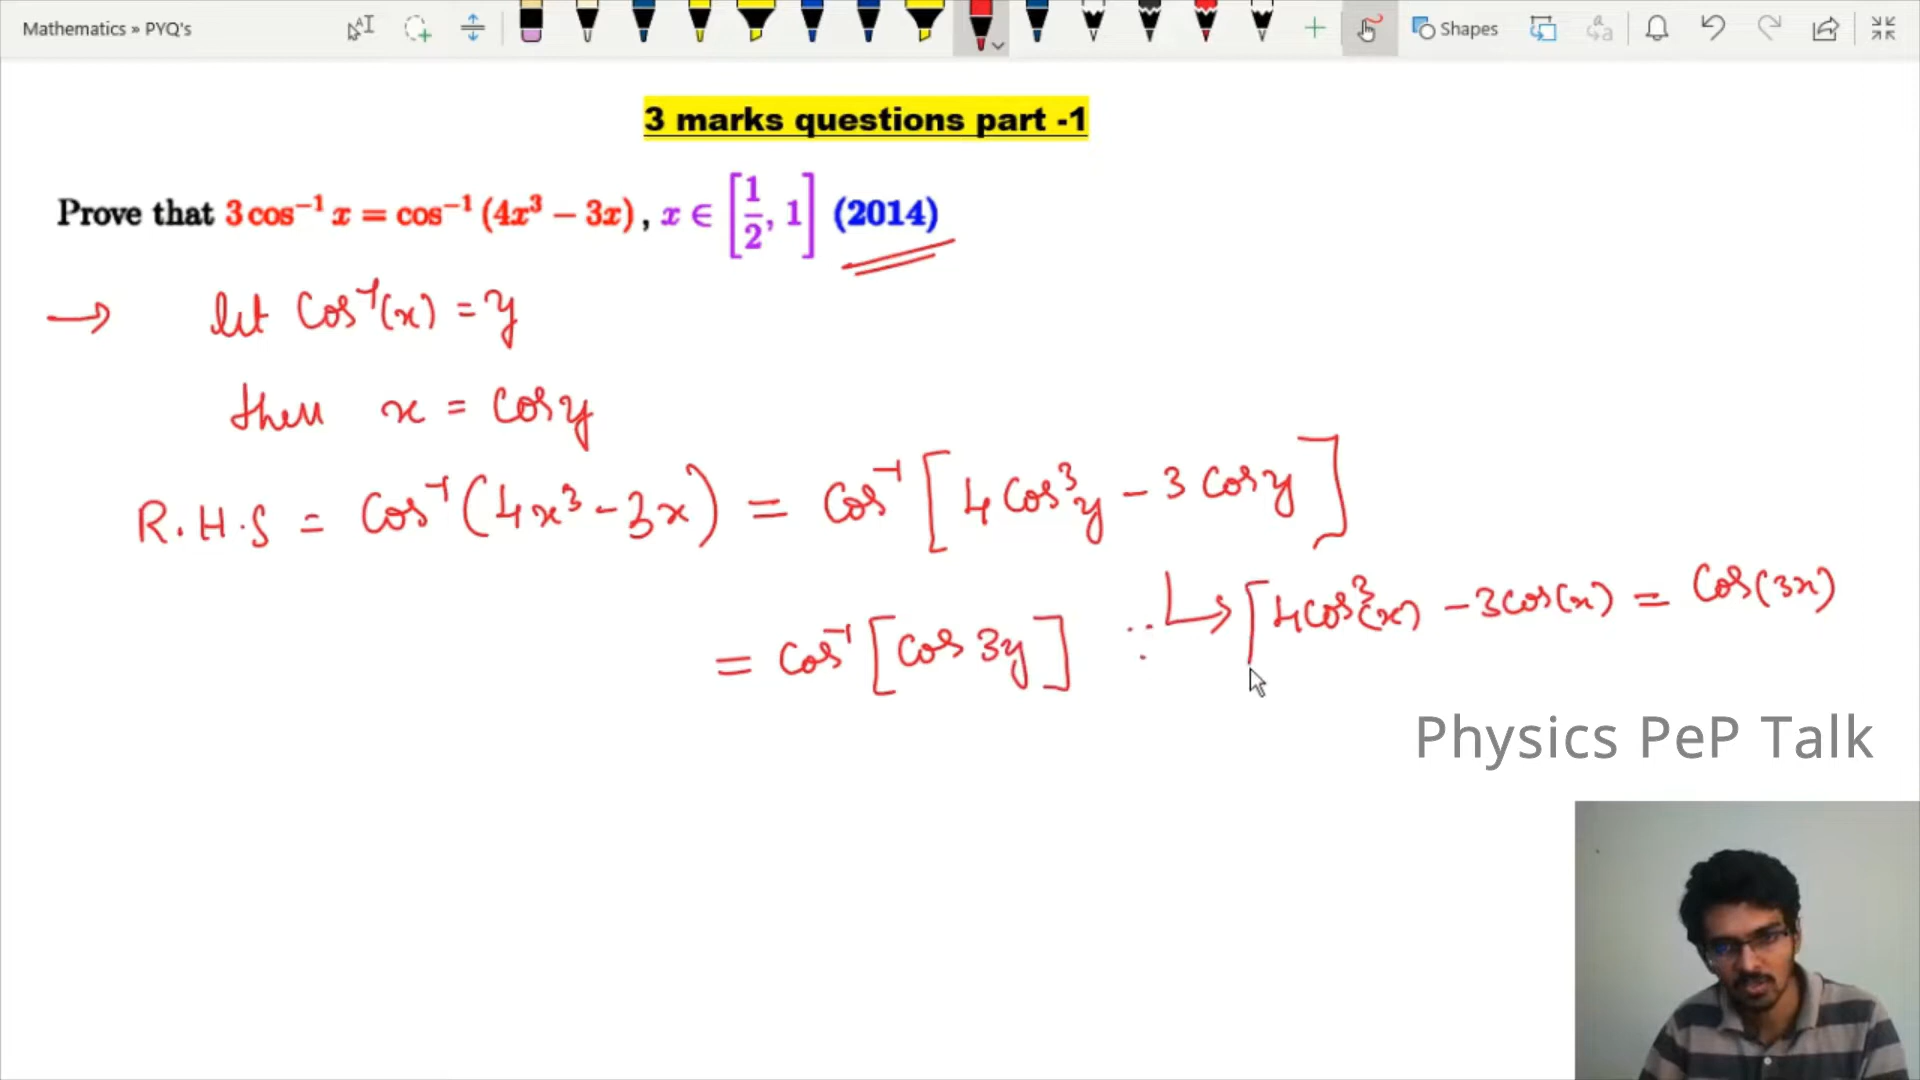 Mathematics » PYQ's
Shapes
3 marks questions part -1
Prove that 3 cos⁻¹ x = cos⁻¹ (4x³ − 3x), x ∈ [1/2, 1] (2014)
→ let Cos⁻¹(x) = y
then x = Cos y
R.H.S = Cos⁻¹(4x³ - 3x) = Cos⁻¹[4 Cos³y - 3 Cos y]
= Cos⁻¹[Cos 3y] ∵ ↳ [4Cos³(x) - 3Cos(x) = Cos(3x)
Physics PeP Talk